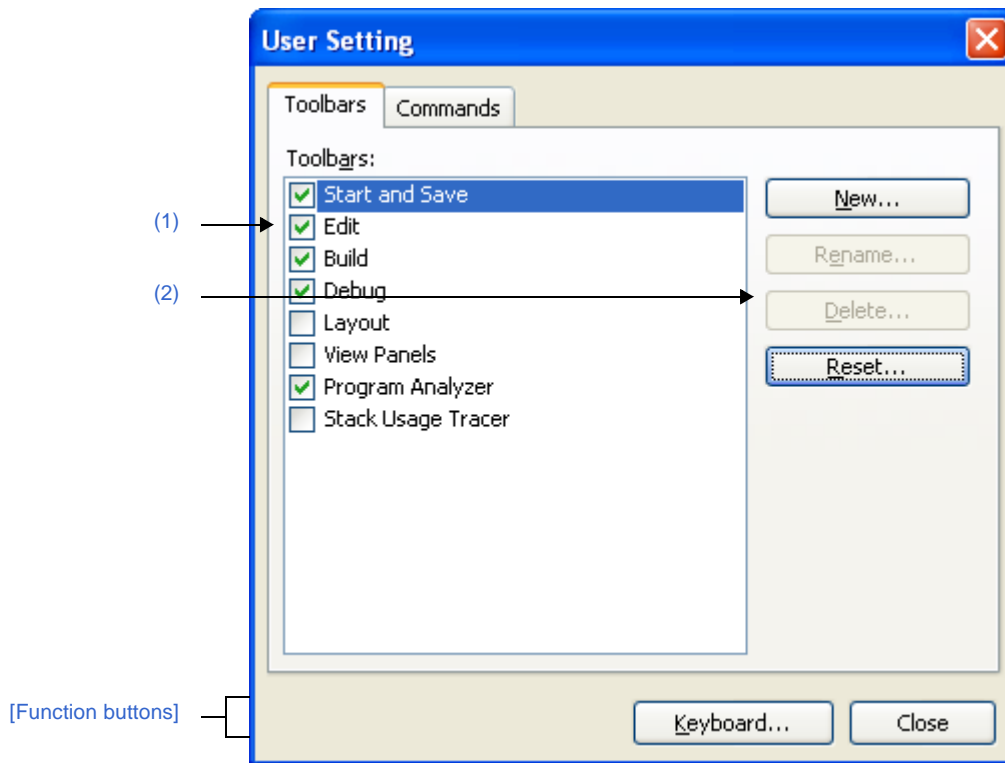 User Setting
Toolbars
Commands
Toolbars:
Start and Save
Edit
Build
Debug
Layout
View Panels
Program Analyzer
Stack Usage Tracer
New...
Rename...
Delete...
Reset...
(1)
(2)
[Function buttons]
Keyboard...
Close